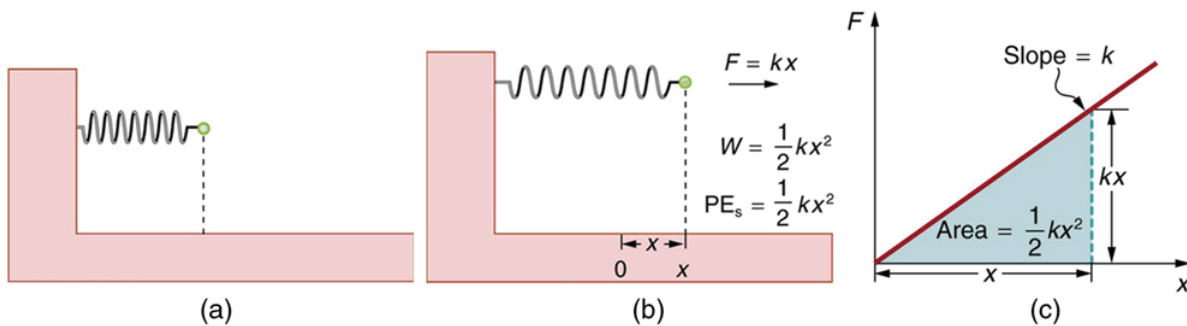 (a)
F = kx
W = 1/2 kx²
PEₛ = 1/2 kx²
x
0 x
(b)
F
Slope = k
kx
Area = 1/2 kx²
x
x
(c)